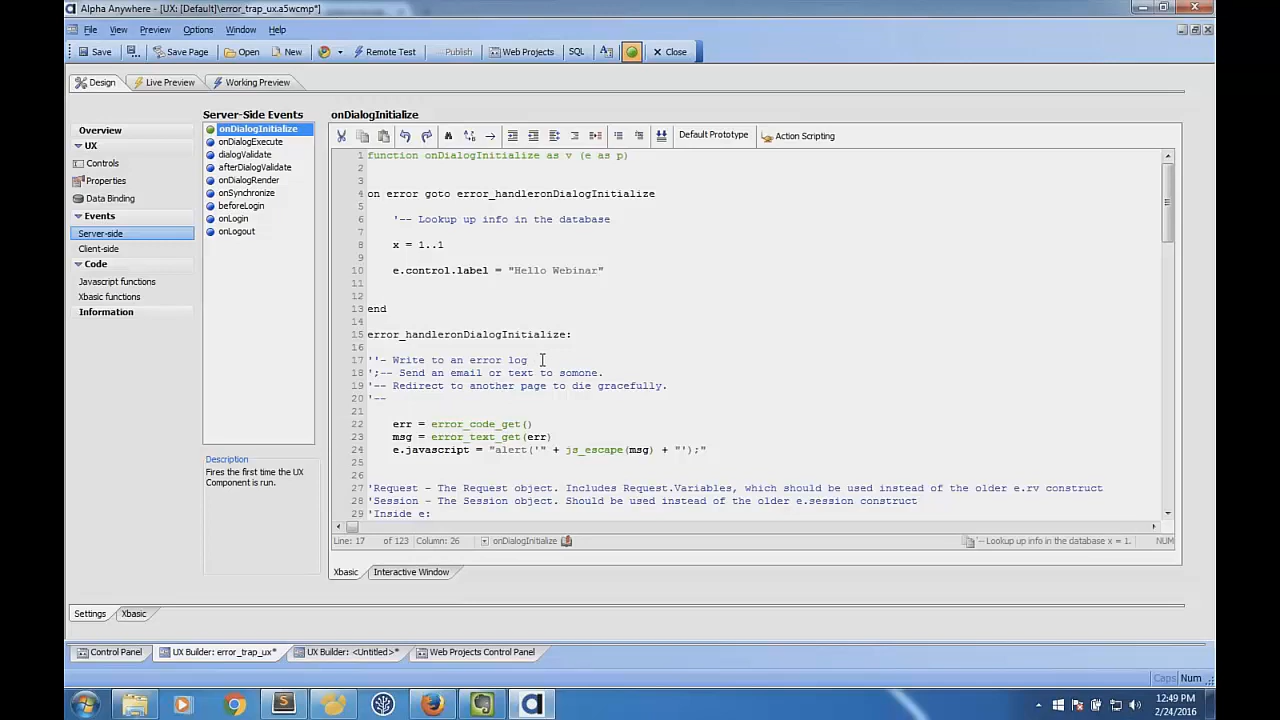 Alpha Anywhere - [UX: [Default]\error_trap_ux.a5wcmp*]
File View Preview Options Window Help
Save Save Page Open New Remote Test Publish Web Projects SQL Close
Design Live Preview Working Preview
Overview
UX
Controls
Properties
Data Binding
Events
Server-side
Client-side
Code
Javascript functions
Xbasic functions
Information
Server-Side Events
onDialogInitialize
onDialogExecute
dialogValidate
afterDialogValidate
onDialogRender
onSynchronize
beforeLogin
onLogin
onLogout
Description
Fires the first time the UX
Component is run.
onDialogInitialize
Default Prototype Action Scripting
1 function onDialogInitialize as v (e as p)
2
3
4 on error goto error_handleronDialogInitialize
5
6 '-- Lookup up info in the database
7
8 x = 1..1
9
10 e.control.label = "Hello Webinar"
11
12
13 end
14
15 error_handleronDialogInitialize:
16
17 ''- Write to an error log
18 ';-- Send an email or text to somone.
19 '-- Redirect to another page to die gracefully.
20 '--
21
22 err = error_code_get()
23 msg = error_text_get(err)
24 e.javascript = "alert('" + js_escape(msg) + "');"
25
26
27 'Request - The Request object. Includes Request.Variables, which should be used instead of the older e.rv construct
28 'Session - The Session object. Should be used instead of the older e.session construct
29 'Inside e:
Line: 17 of 123 Column: 26 onDialogInitialize '-- Lookup up info in the database x = 1. NUM
Xbasic Interactive Window
Settings Xbasic
Control Panel UX Builder: error_trap_ux* UX Builder: <Untitled>* Web Projects Control Panel
Caps Num
12:49 PM
2/24/2016